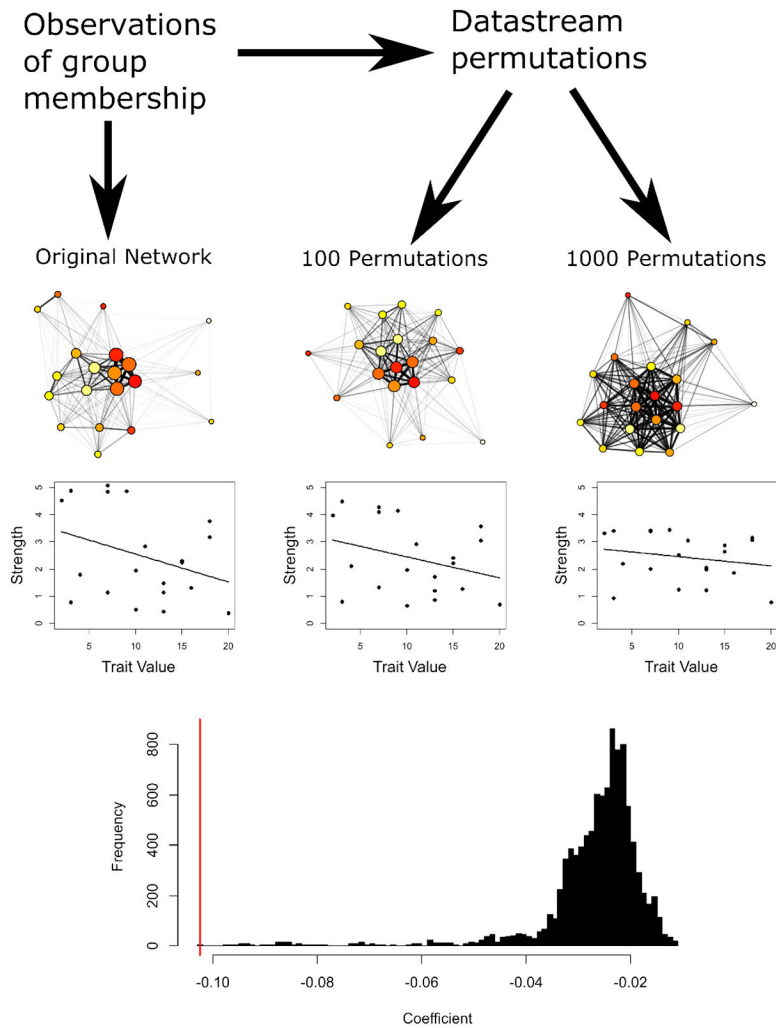 Observations
of group
membership
Datastream
permutations
Original Network
100 Permutations
1000 Permutations
Strength
5
4
3
2
1
0
5
10
15
20
Trait Value
Strength
5
4
3
2
1
0
5
10
15
20
Trait Value
Strength
5
4
3
2
1
0
5
10
15
20
Trait Value
Frequency
800
600
400
200
0
-0.10
-0.08
-0.06
-0.04
-0.02
Coefficient